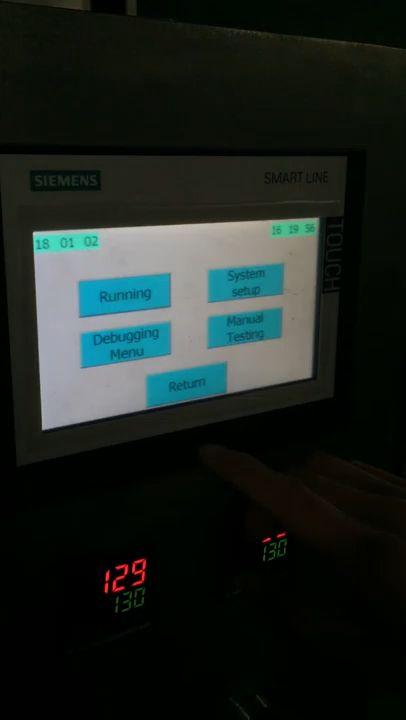 SIEMENS
SMART LINE
TOUCH
18 01 02
16 19 56
Running
System
setup
Debugging
Menu
Manual
Testing
Return
129
130
- -
130